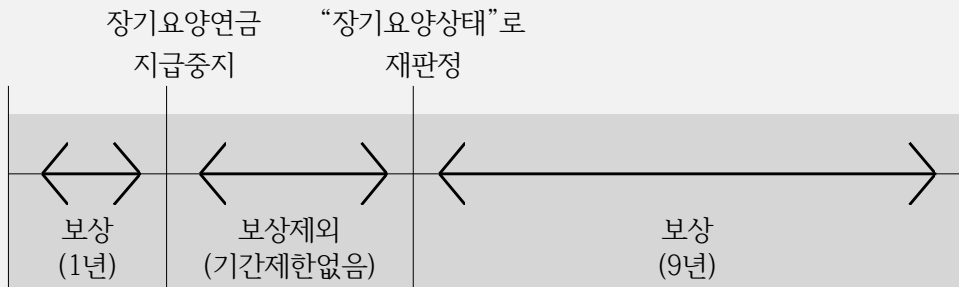 장기요양연금
지급중지
“장기요양상태”로
재판정
보상
(1년)
보상제외
(기간제한없음)
보상
(9년)